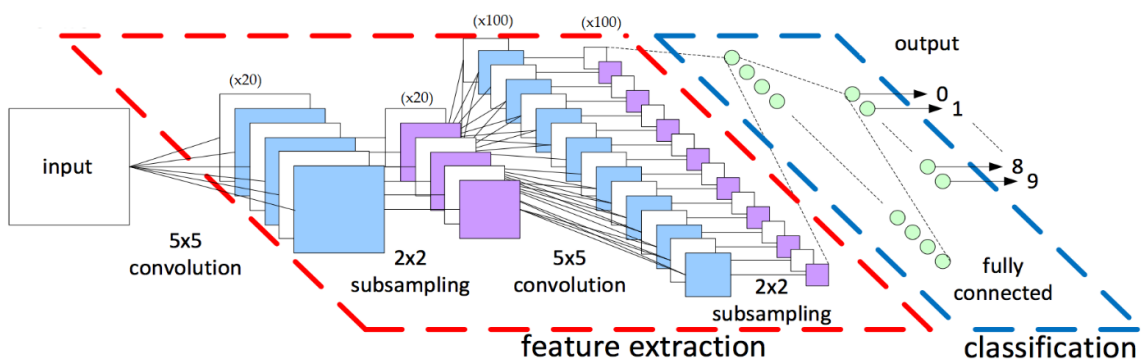 (x100)
(x100)
(x20)
(x20)
output
0
1
input
8
9
5x5
convolution
2x2
subsampling
5x5
convolution
2x2
subsampling
fully
connected
feature extraction
classification